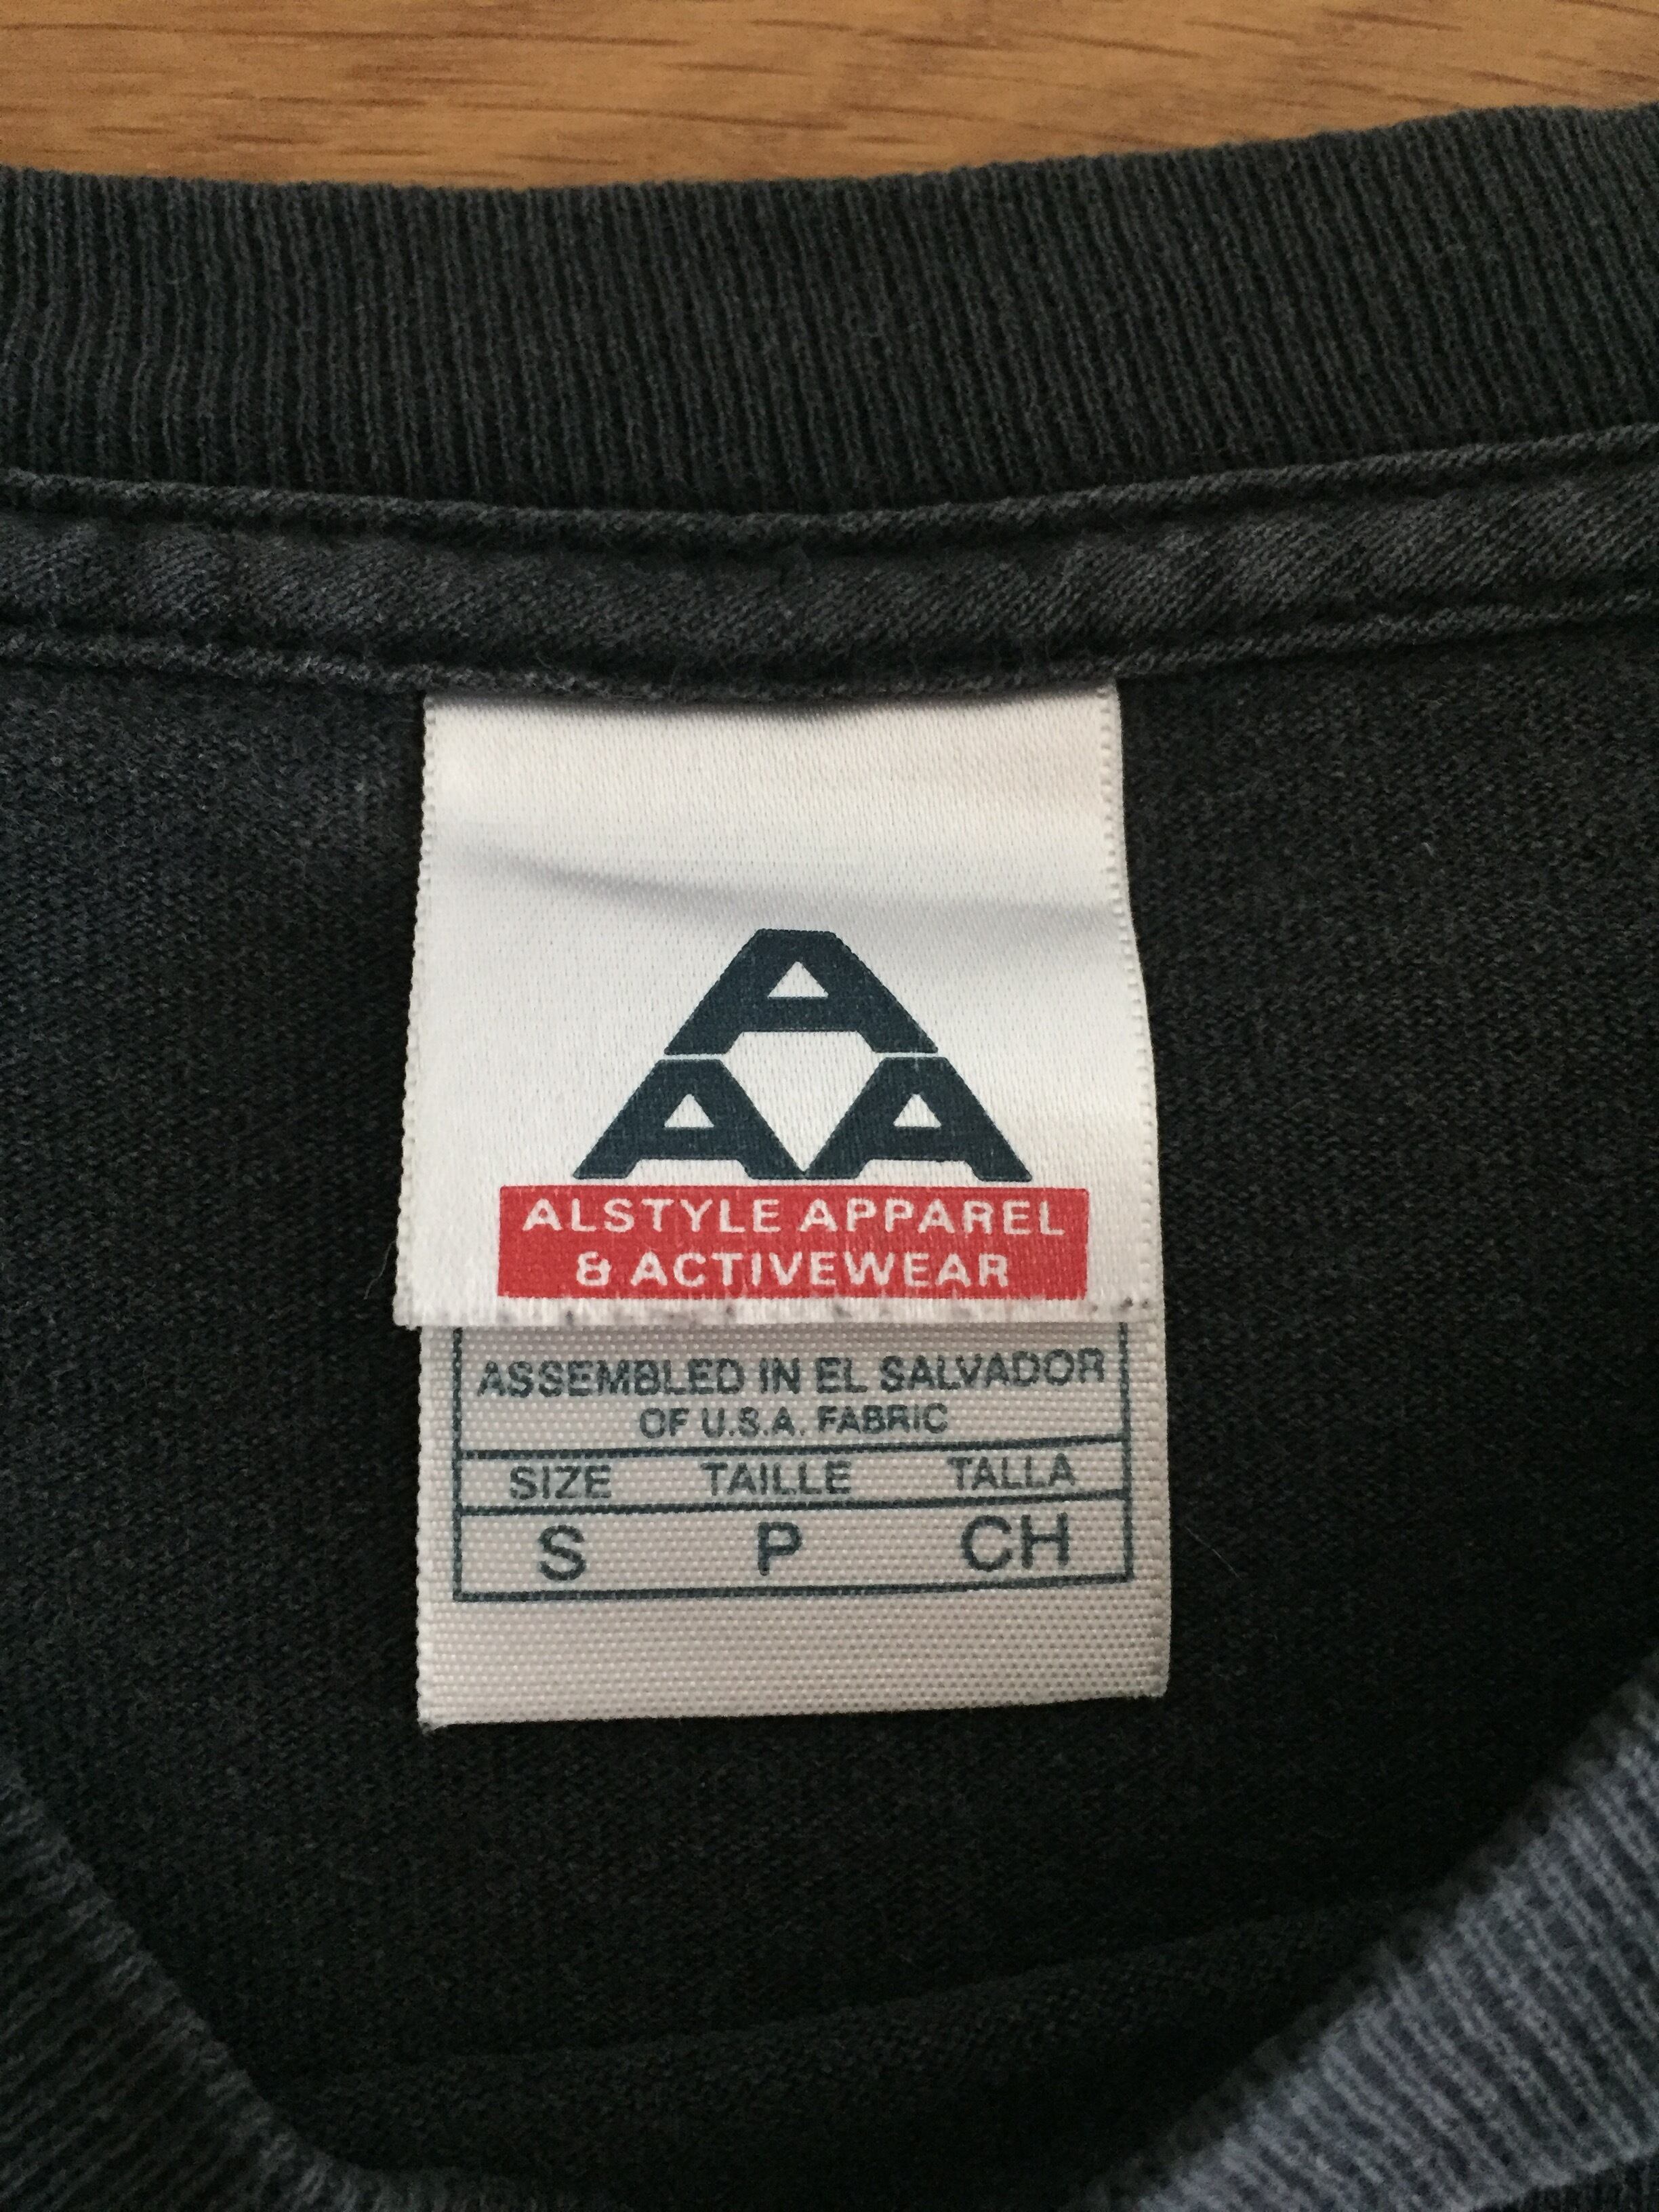 A
A A
ALSTYLE APPAREL
& ACTIVEWEAR
ASSEMBLED IN EL SALVADOR
OF U.S.A. FABRIC
SIZE TAILLE TALLA
S P CH